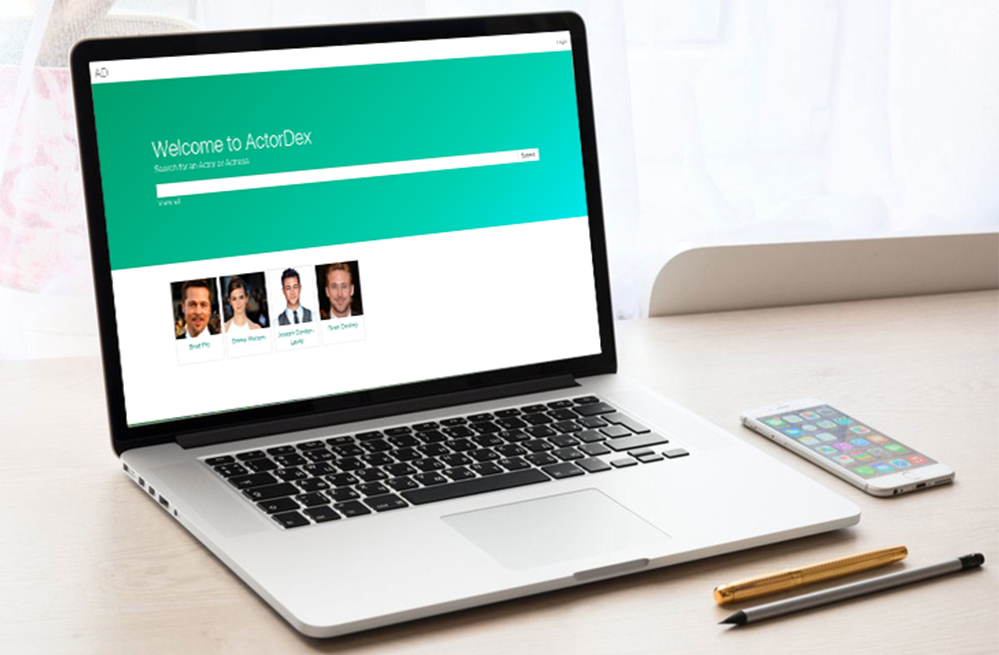 AD
Login
Welcome to ActorDex
Search for an Actor or Actress
Submit
View all
Brad Pitt
Emma Watson
Joseph Gordon-
Levitt
Ryan Gosling